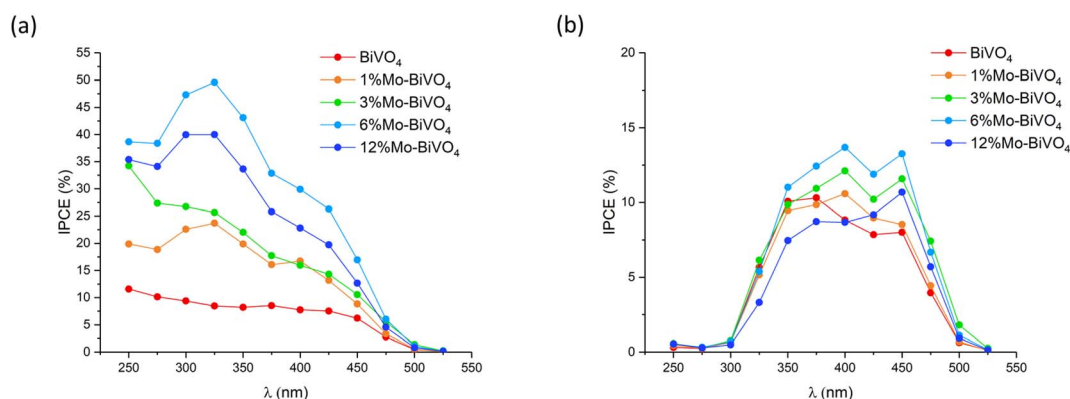 (a)
55
50
45
40
35
30
25
20
15
10
5
0
IPCE (%)
250 300 350 400 450 500 550
λ (nm)
BiVO₄
1%Mo-BiVO₄
3%Mo-BiVO₄
6%Mo-BiVO₄
12%Mo-BiVO₄
(b)
20
15
10
5
0
IPCE (%)
250 300 350 400 450 500 550
λ (nm)
BiVO₄
1%Mo-BiVO₄
3%Mo-BiVO₄
6%Mo-BiVO₄
12%Mo-BiVO₄